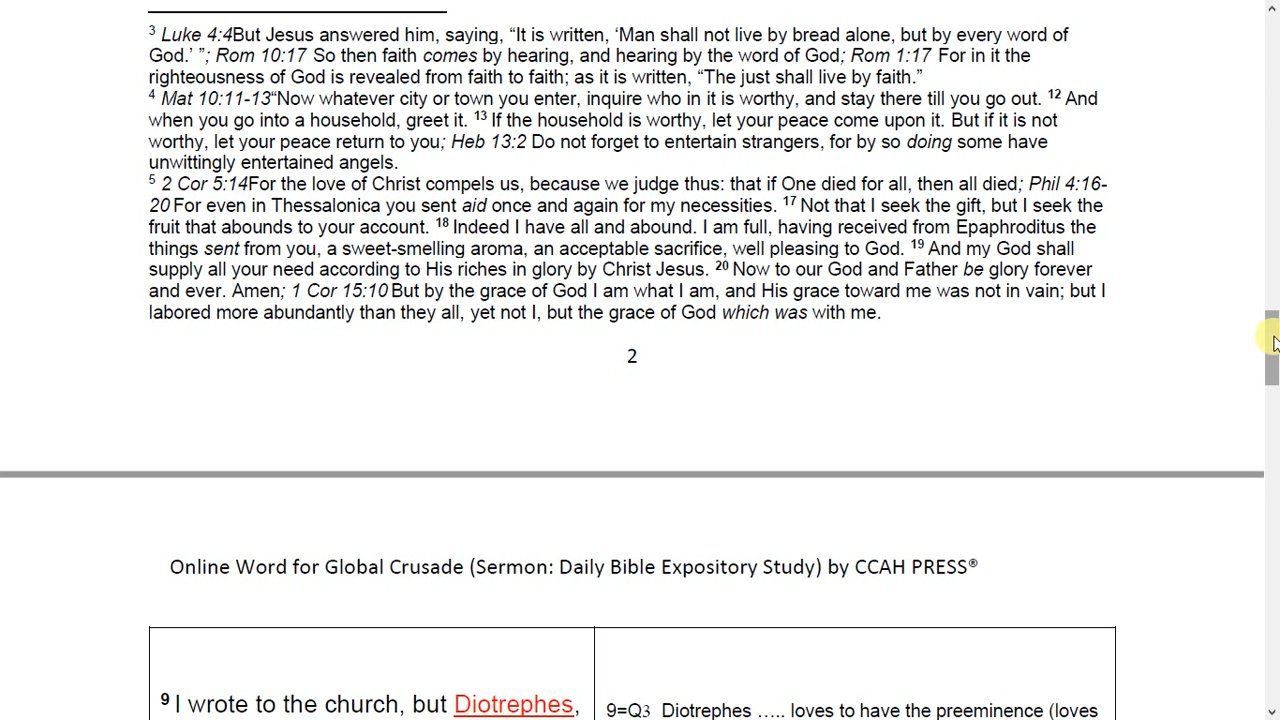 3 Luke 4:4But Jesus answered him, saying, “It is written, ‘Man shall not live by bread alone, but by every word of
God.’ ”; Rom 10:17 So then faith comes by hearing, and hearing by the word of God; Rom 1:17 For in it the
righteousness of God is revealed from faith to faith; as it is written, “The just shall live by faith.”
4 Mat 10:11-13“Now whatever city or town you enter, inquire who in it is worthy, and stay there till you go out. 12 And
when you go into a household, greet it. 13 If the household is worthy, let your peace come upon it. But if it is not
worthy, let your peace return to you; Heb 13:2 Do not forget to entertain strangers, for by so doing some have
unwittingly entertained angels.
5 2 Cor 5:14For the love of Christ compels us, because we judge thus: that if One died for all, then all died; Phil 4:16-
20 For even in Thessalonica you sent aid once and again for my necessities. 17 Not that I seek the gift, but I seek the
fruit that abounds to your account. 18 Indeed I have all and abound. I am full, having received from Epaphroditus the
things sent from you, a sweet-smelling aroma, an acceptable sacrifice, well pleasing to God. 19 And my God shall
supply all your need according to His riches in glory by Christ Jesus. 20 Now to our God and Father be glory forever
and ever. Amen; 1 Cor 15:10 But by the grace of God I am what I am, and His grace toward me was not in vain; but I
labored more abundantly than they all, yet not I, but the grace of God which was with me.
2
Online Word for Global Crusade (Sermon: Daily Bible Expository Study) by CCAH PRESS®
9 I wrote to the church, but Diotrephes,
9=Q3 Diotrephes ….. loves to have the preeminence (loves